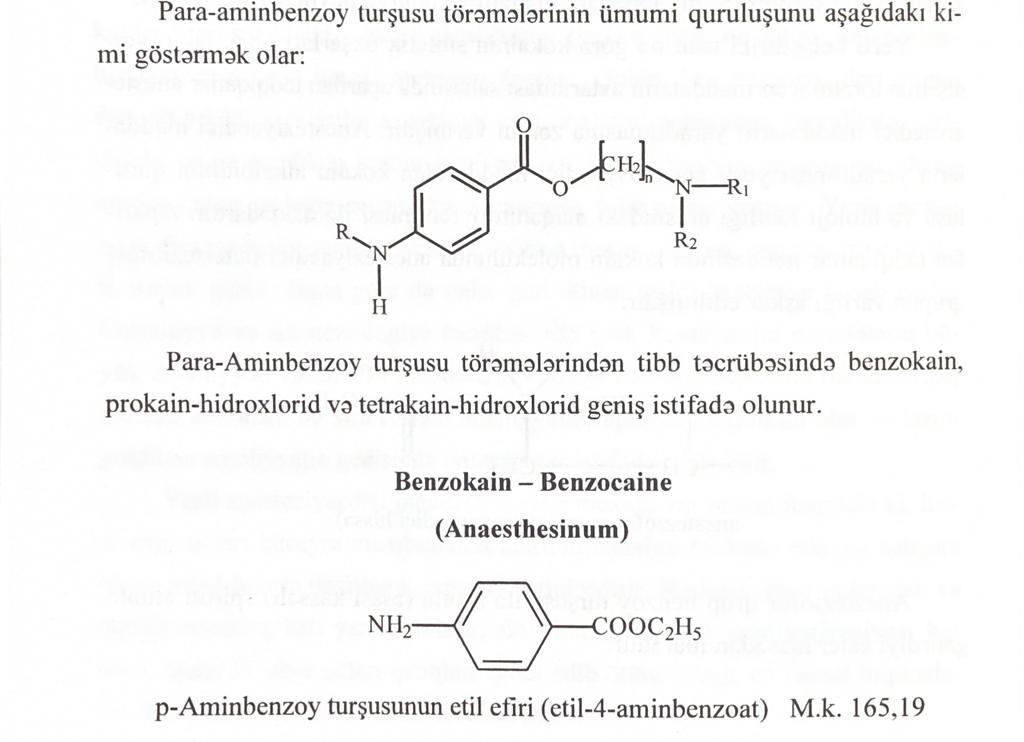 Para-aminbenzoy turşusu törəmələrinin ümumi quruluşunu aşağıdakı ki-
mi göstərmək olar:
O
[CH2]n
O
N R1
R
R2
N
H
Para-Aminbenzoy turşusu törəmələrindən tibb təcrübəsində benzokain,
prokain-hidroxlorid və tetrakain-hidroxlorid geniş istifadə olunur.
Benzokain – Benzocaine
(Anaesthesinum)
NH2 COOC2H5
p-Aminbenzoy turşusunun etil efiri (etil-4-aminbenzoat) M.k. 165,19